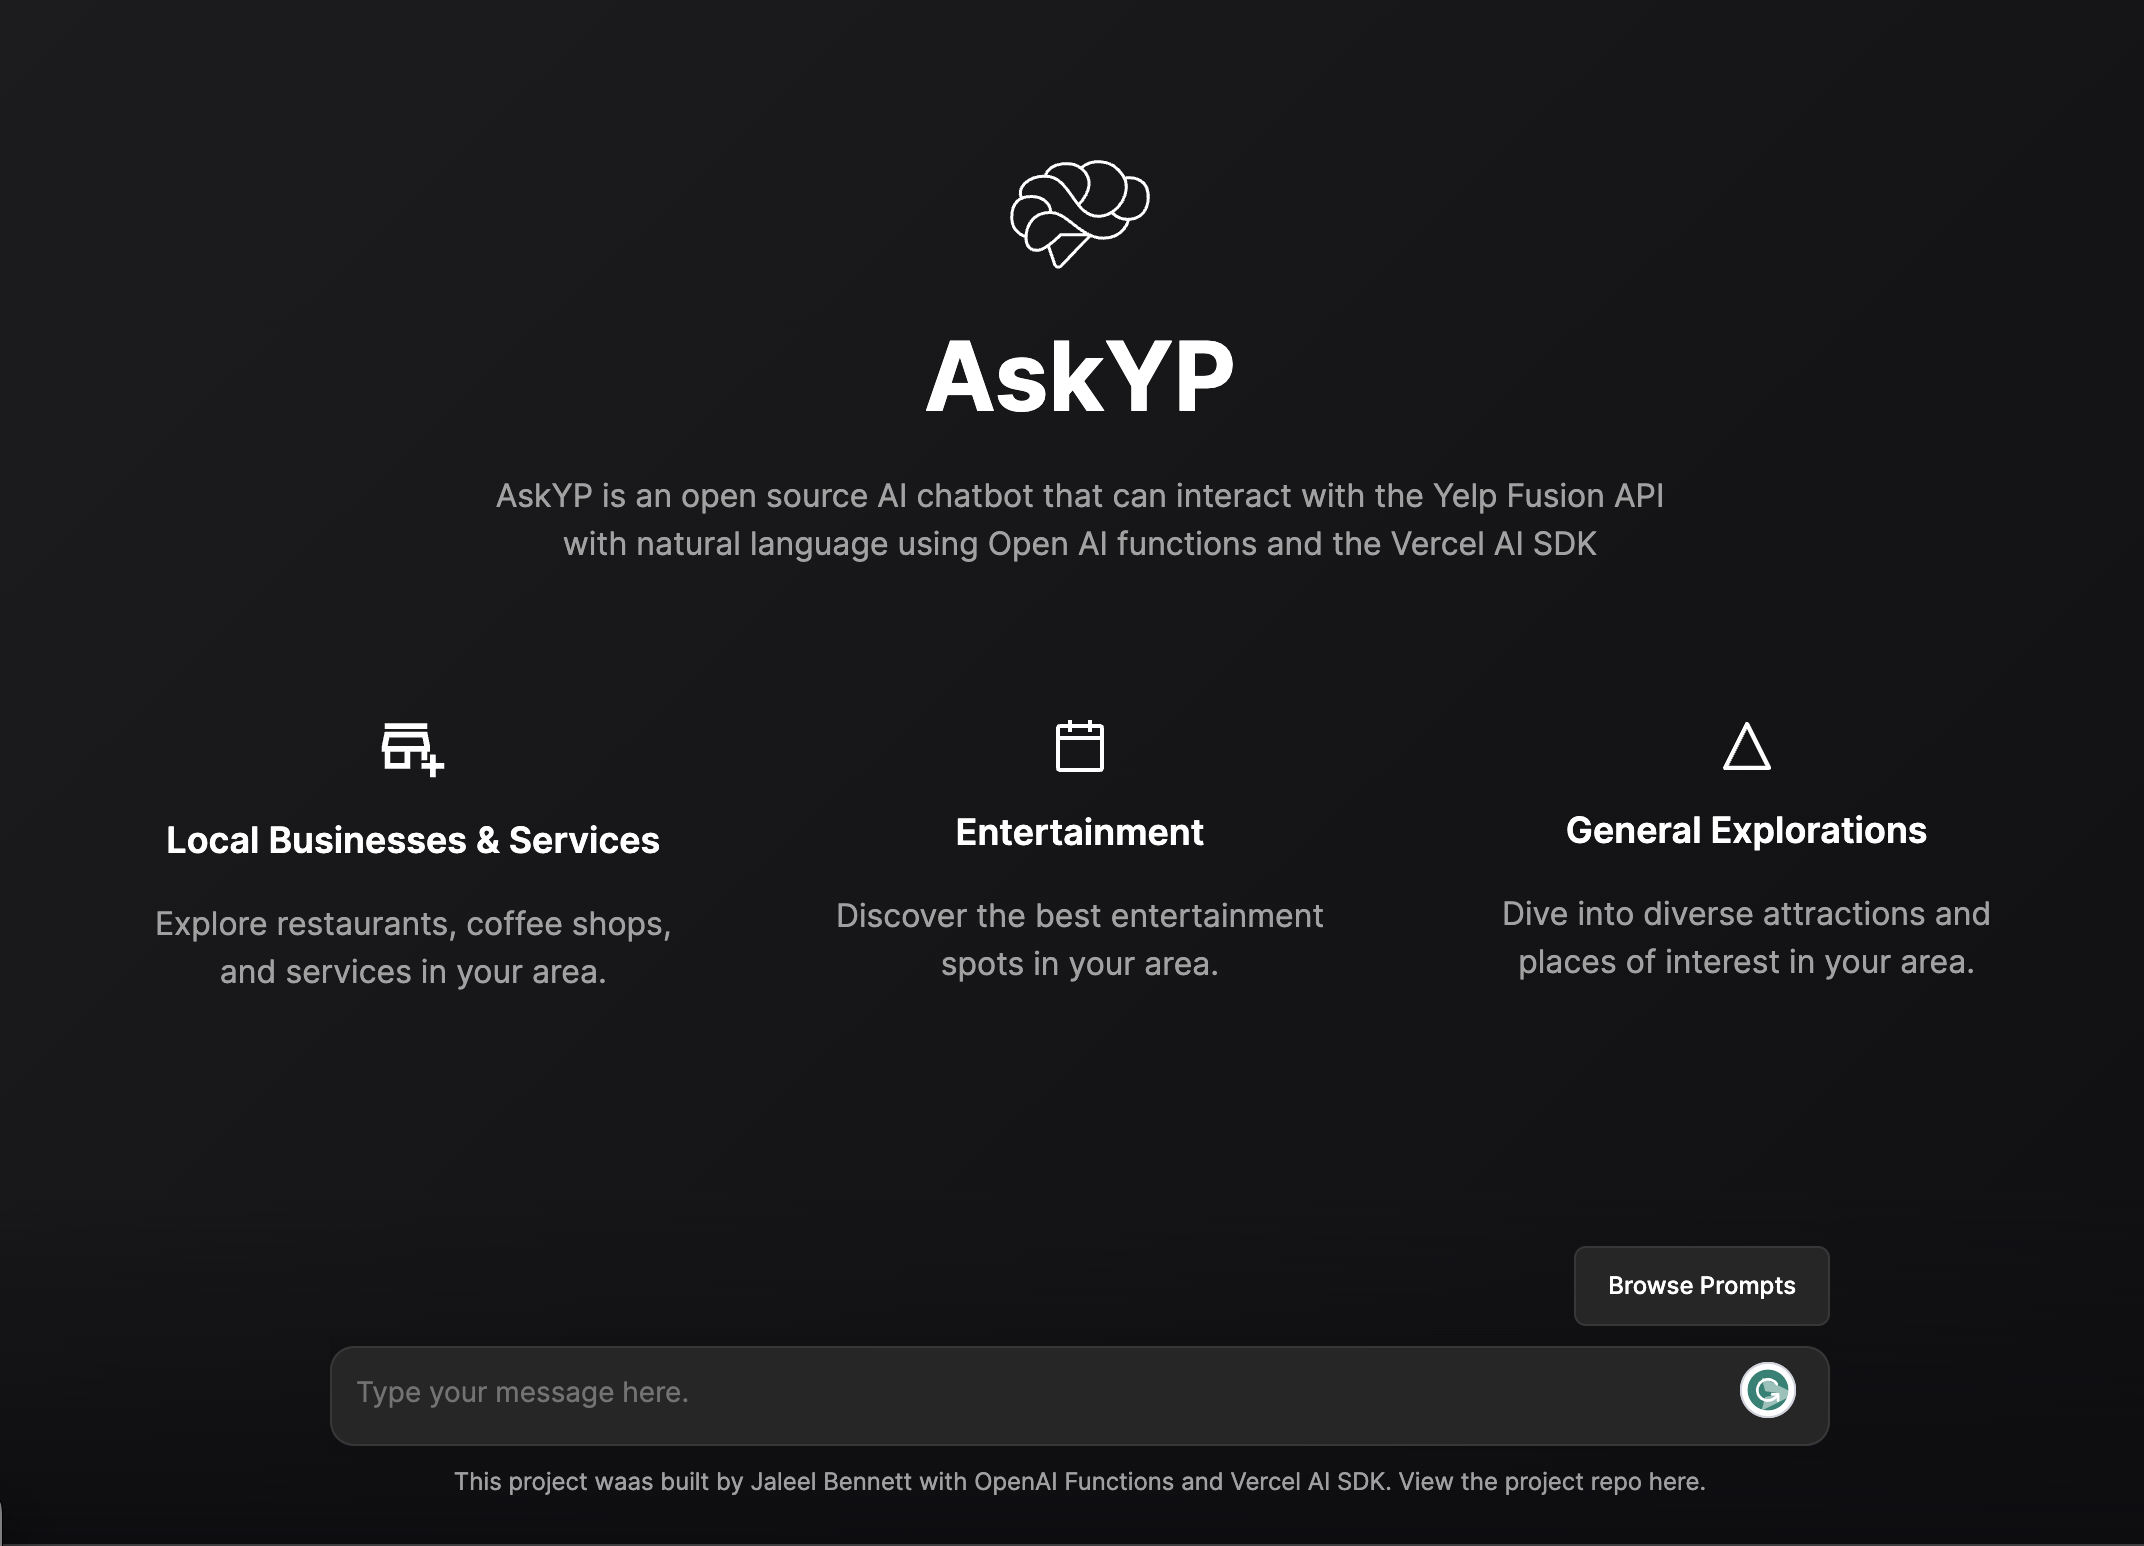 AskYP
AskYP is an open source AI chatbot that can interact with the Yelp Fusion API
with natural language using Open AI functions and the Vercel AI SDK
Local Businesses & Services
Explore restaurants, coffee shops,
and services in your area.
Entertainment
Discover the best entertainment
spots in your area.
General Explorations
Dive into diverse attractions and
places of interest in your area.
Browse Prompts
Type your message here.
This project waas built by Jaleel Bennett with OpenAI Functions and Vercel AI SDK. View the project repo here.